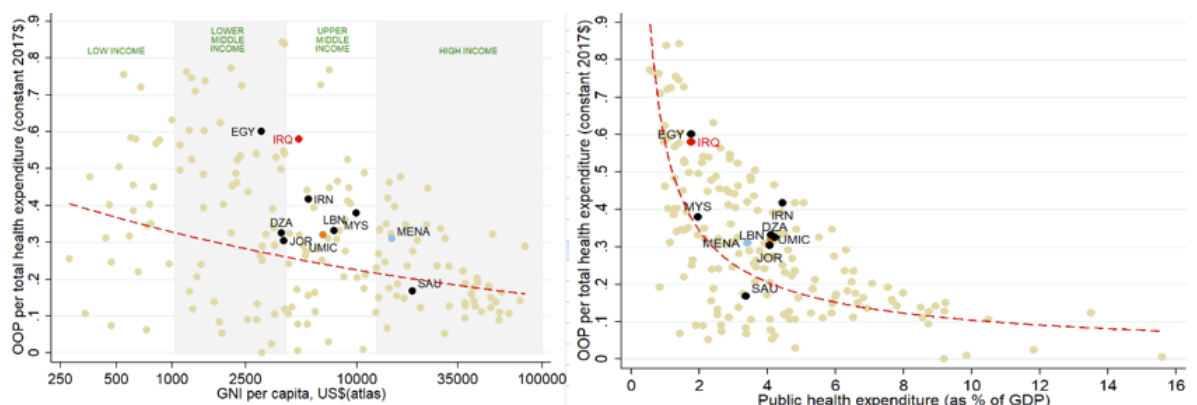 OOP per total health expenditure (constant 2017$)
.9
.8
.7
.6
.5
.4
.3
.2
.1
0
LOW INCOME
LOWER
MIDDLE
INCOME
UPPER
MIDDLE
INCOME
HIGH INCOME
EGY
IRQ
IRN
LBN
MYS
DZA
JOR
UMIC
MENA
SAU
250
500
1000
2500
10000
35000
100000
GNI per capita, US$(atlas)
OOP per total health expenditure (constant 2017$)
.9
.8
.7
.6
.5
.4
.3
.2
.1
0
EGY
IRQ
MYS
IRN
DZA
LBN
UMIC
MENA
JOR
SAU
0
2
4
6
8
10
12
14
16
Public health expenditure (as % of GDP)